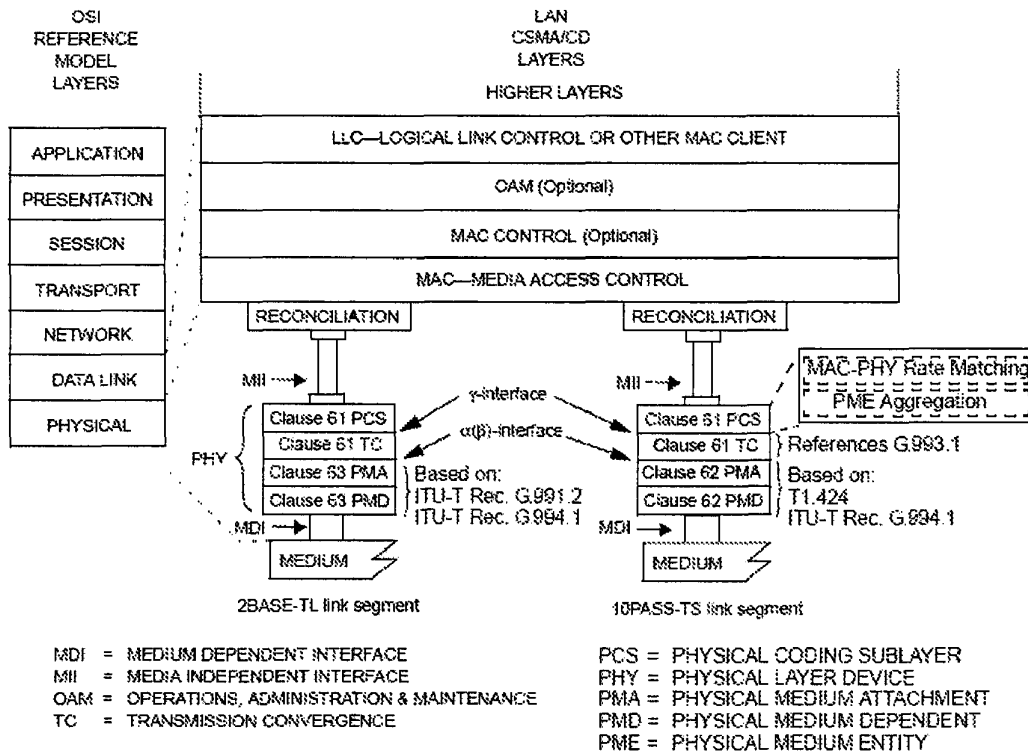 OSI
REFERENCE
MODEL
LAYERS
LAN
CSMA/CD
LAYERS
HIGHER LAYERS
LLC—LOGICAL LINK CONTROL OR OTHER MAC CLIENT
OAM (Optional)
MAC CONTROL (Optional)
MAC—MEDIA ACCESS CONTROL
APPLICATION
PRESENTATION
SESSION
TRANSPORT
NETWORK
DATA LINK
PHYSICAL
RECONCILIATION
RECONCILIATION
MII
MII
MAC-PHY Rate Matching
PME Aggregation
γ-interface
α(β)-interface
PHY
Clause 61 PCS
Clause 61 TC
Clause 63 PMA
Clause 63 PMD
Based on:
ITU-T Rec. G.991.2
ITU-T Rec. G.994.1
Clause 61 PCS
Clause 61 TC
Clause 62 PMA
Clause 62 PMD
References G.993.1
Based on:
T1.424
ITU-T Rec. G.994.1
MDI
MDI
MEDIUM
MEDIUM
2BASE-TL link segment
10PASS-TS link segment
MDI = MEDIUM DEPENDENT INTERFACE
MII = MEDIA INDEPENDENT INTERFACE
OAM = OPERATIONS, ADMINISTRATION & MAINTENANCE
TC = TRANSMISSION CONVERGENCE
PCS = PHYSICAL CODING SUBLAYER
PHY = PHYSICAL LAYER DEVICE
PMA = PHYSICAL MEDIUM ATTACHMENT
PMD = PHYSICAL MEDIUM DEPENDENT
PME = PHYSICAL MEDIUM ENTITY